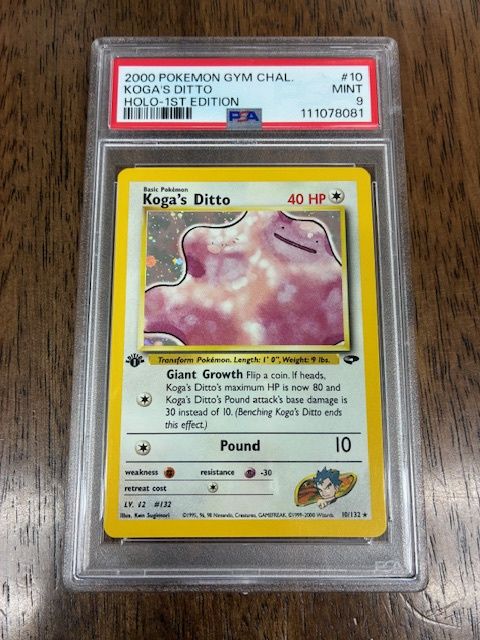 2000 POKEMON GYM CHAL. #10
KOGA'S DITTO MINT
HOLO-1ST EDITION 9
PSA 111078081
Basic Pokémon
Koga's Ditto 40 HP
Transform Pokémon. Length: 1' 0", Weight: 9 lbs.
Giant Growth Flip a coin. If heads,
Koga's Ditto's maximum HP is now 80 and
Koga's Ditto's Pound attack's base damage is
30 instead of 10. (Benching Koga's Ditto ends
this effect.)
Pound 10
weakness resistance -30
retreat cost
LV. 12 #132
Illus. Ken Sugimori ©1995, 96, 98 Nintendo, Creatures, GAMEFREAK. ©1999-2000 Wizards. 10/132